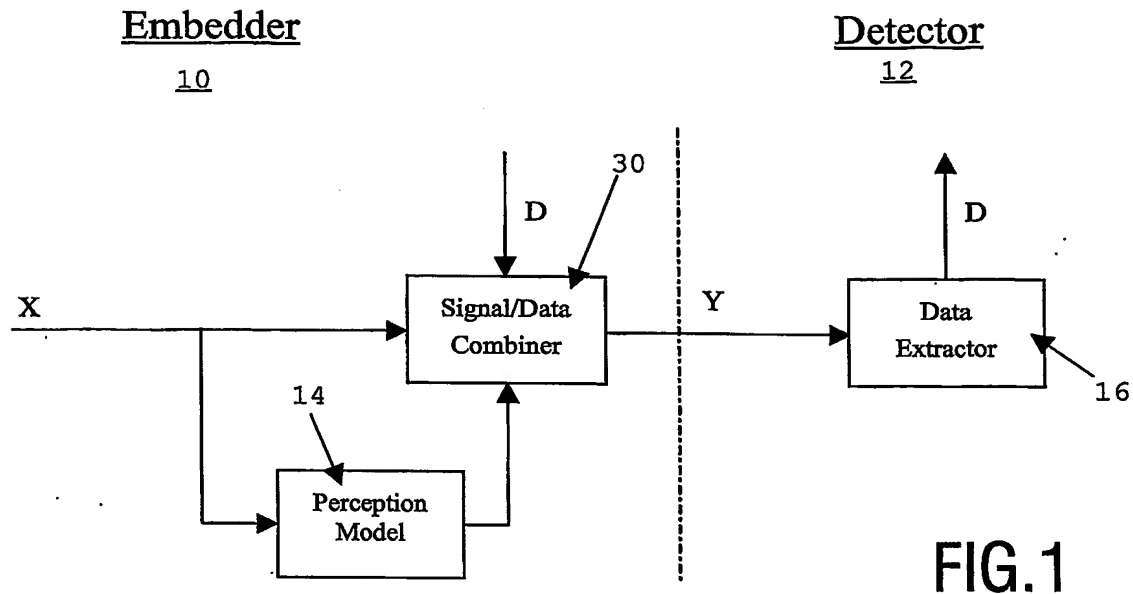 Embedder
10
Detector
12
30
D
D
X
Signal/Data
Combiner
Y
Data
Extractor
14
16
Perception
Model
FIG.1